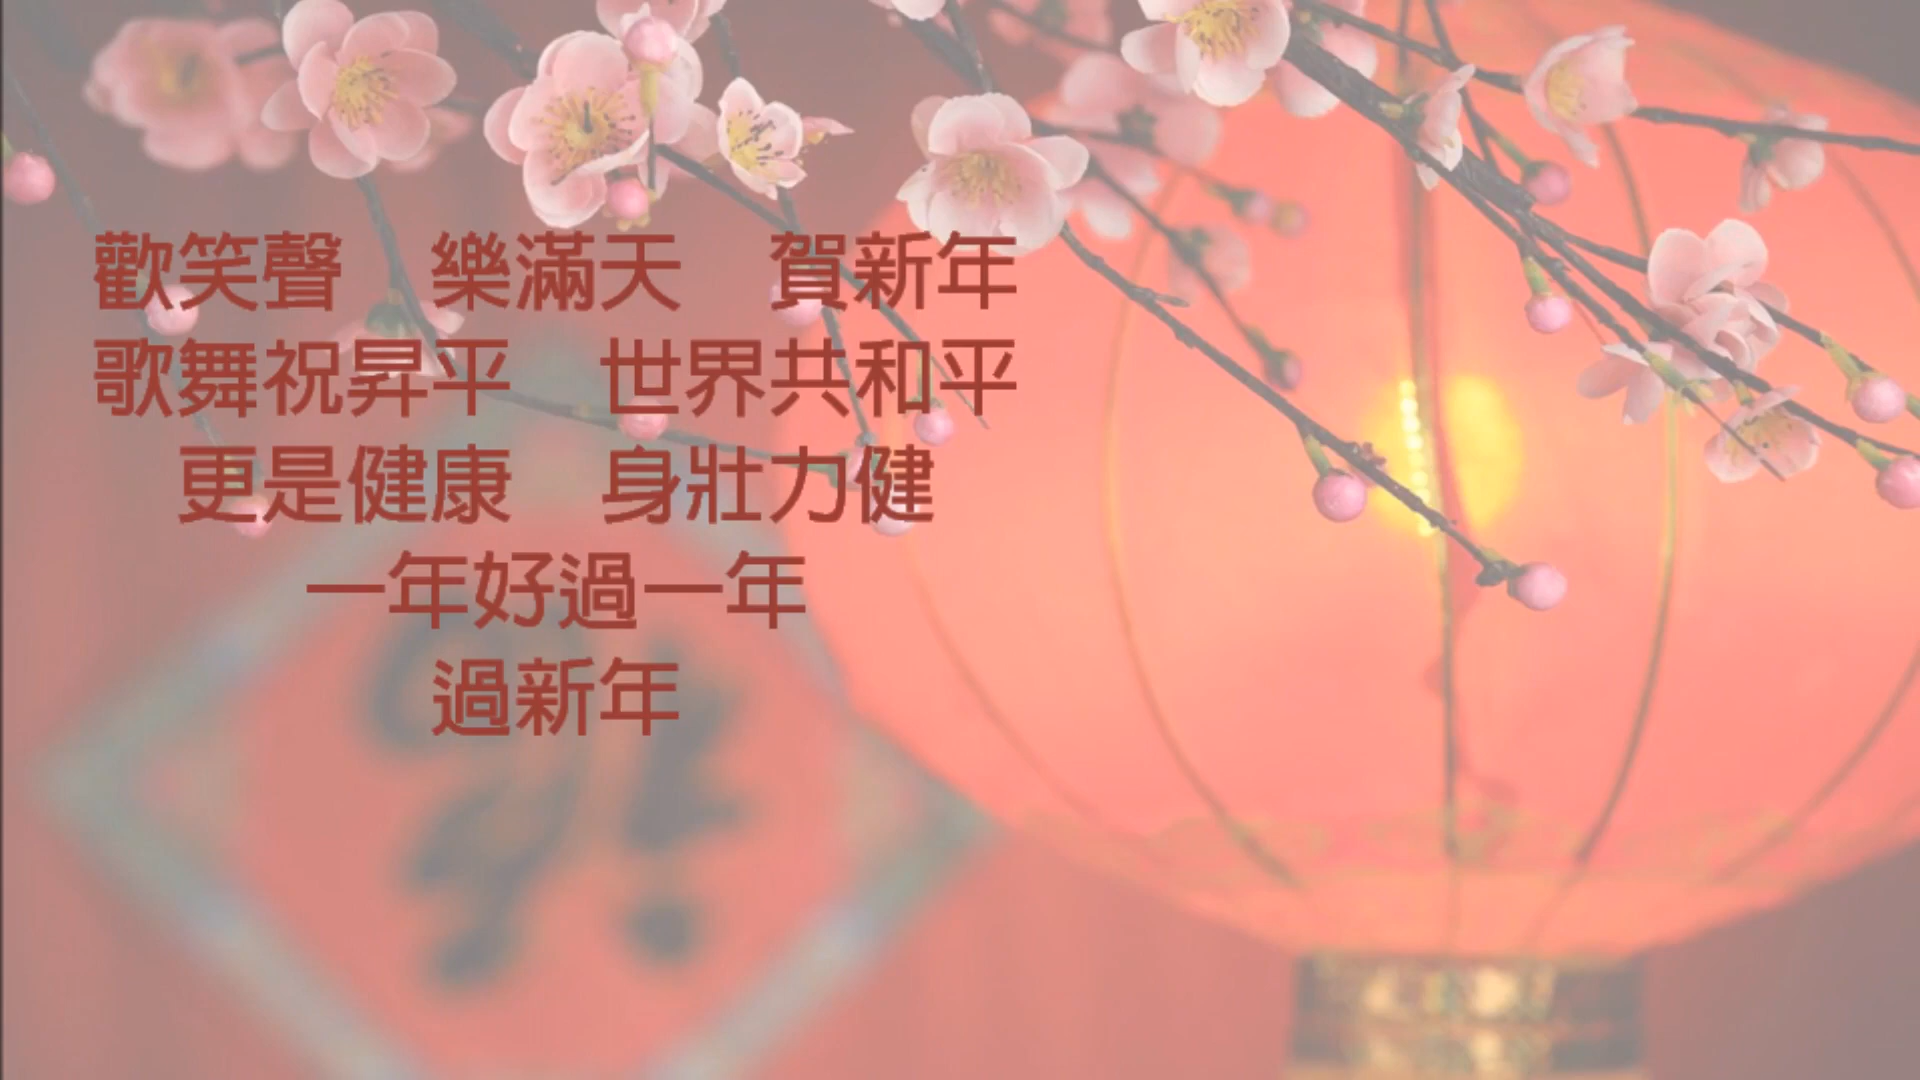 歡笑聲　樂滿天　賀新年
歌舞祝昇平　世界共和平
更是健康　身壯力健
一年好過一年
過新年